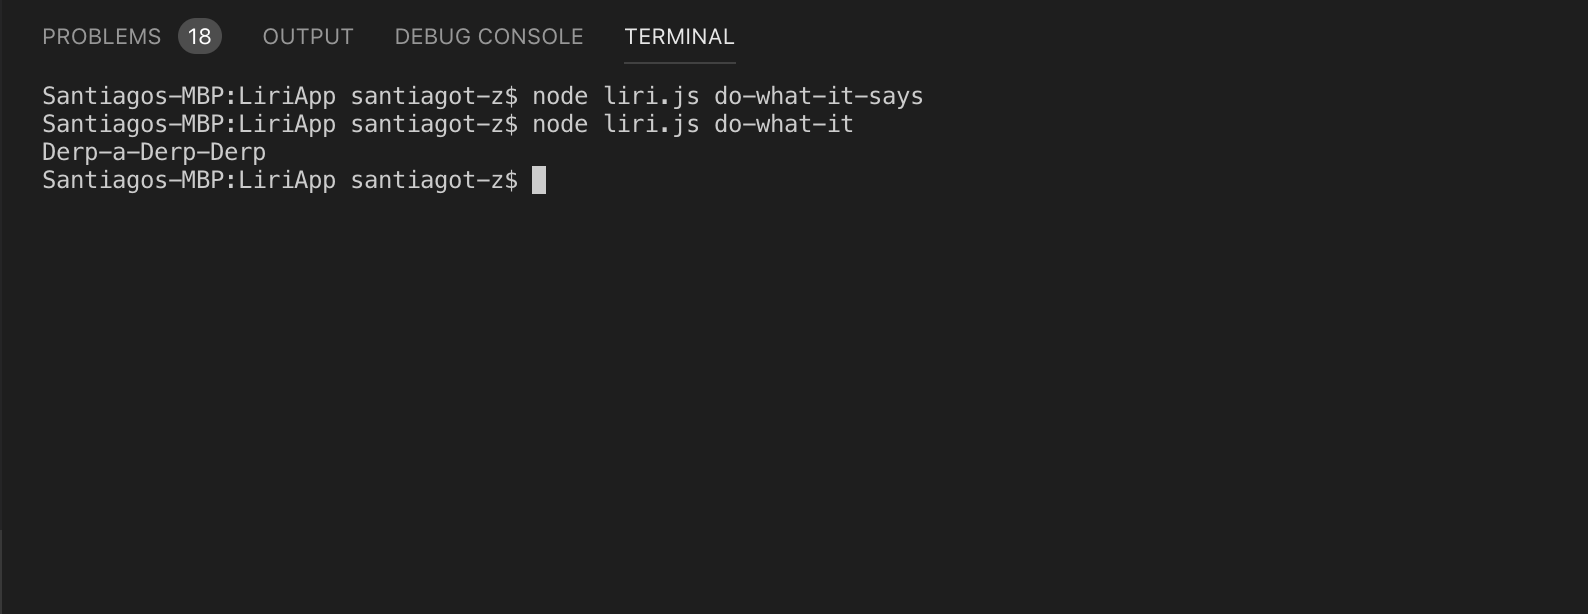 PROBLEMS 18 OUTPUT DEBUG CONSOLE TERMINAL
Santiagos-MBP:LiriApp santiagot-z$ node liri.js do-what-it-says
Santiagos-MBP:LiriApp santiagot-z$ node liri.js do-what-it
Derp-a-Derp-Derp
Santiagos-MBP:LiriApp santiagot-z$